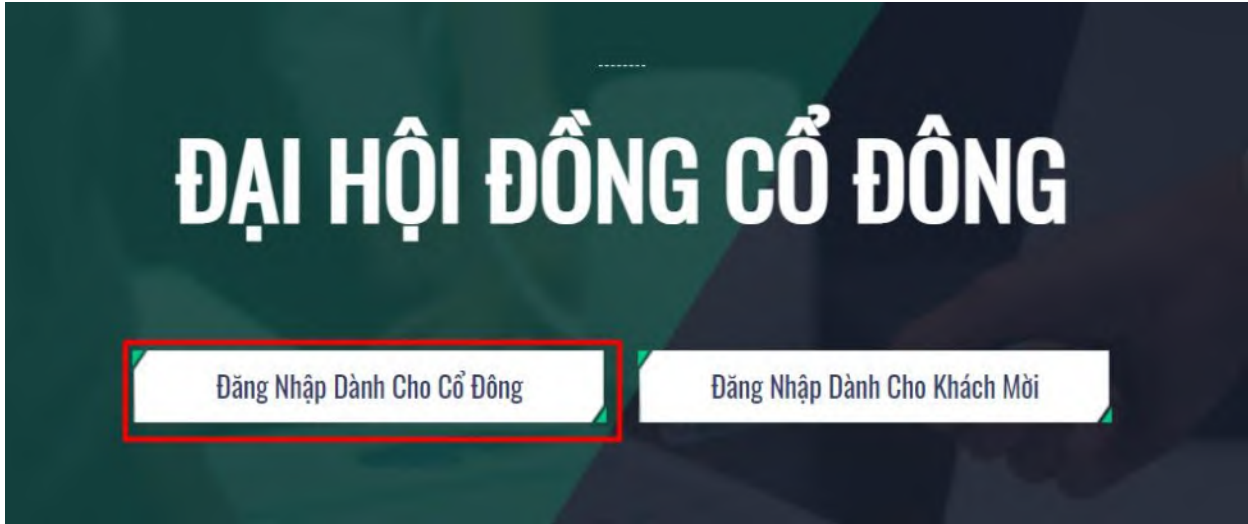 --------
ĐẠI HỘI ĐỒNG CỔ ĐÔNG
Đăng Nhập Dành Cho Cổ Đông
Đăng Nhập Dành Cho Khách Mời